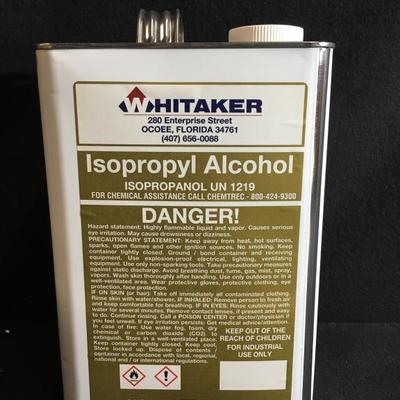 WHITAKER
280 Enterprise Street
OCOEE, FLORIDA 34761
(407) 656-0088
Isopropyl Alcohol
ISOPROPANOL UN 1219
FOR CHEMICAL ASSISTANCE CALL CHEMTREC - 800-424-9300
DANGER!
Hazard statement: Highly flammable liquid and vapor. Causes serious
eye irritation. May cause drowsiness or dizziness.
PRECAUTIONARY STATEMENT: Keep away from heat, hot surfaces,
sparks, open flames and other ignition sources. No smoking. Keep
container tightly closed. Ground / bond container and receiving
equipment. Use explosion-proof electrical, lighting, ventilating
equipment. Use only non-sparking tools. Take precautionary measures
against static discharge. Avoid breathing dust, fume, gas, mist, spray,
vapors. Wash skin thoroughly after handling. Use only outdoors or in a
well-ventilated area. Wear protective gloves, protective clothing, eye
protection, face protection.
IF ON SKIN (or hair): Take off immediately all contaminated clothing.
Rinse skin with water/shower. IF INHALED: Remove person to fresh air
and keep comfortable for breathing. IF IN EYES: Rinse cautiously with
water for several minutes. Remove contact lenses, if present and easy
to do. Continue rinsing. Call a POISON CENTER or doctor/physician if
you feel unwell. If eye irritation persists: Get medical advice/attention.
In case of fire: Use water fog, foam, dry
chemical or carbon dioxide (CO2) to
extinguish. Store in a well-ventilated place.
Keep container tightly closed. Keep cool.
Store locked up. Dispose of contents /
container in accordance with local, regional,
national and / or international regulations.
KEEP OUT OF THE
REACH OF CHILDREN
FOR INDUSTRIAL
USE ONLY